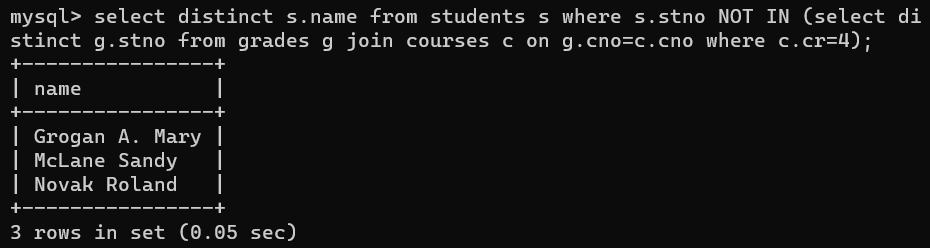 mysql> select distinct s.name from students s where s.stno NOT IN (select di
stinct g.stno from grades g join courses c on g.cno=c.cno where c.cr=4);
+----------------+
| name           |
+----------------+
| Grogan A. Mary |
| McLane Sandy   |
| Novak Roland   |
+----------------+
3 rows in set (0.05 sec)